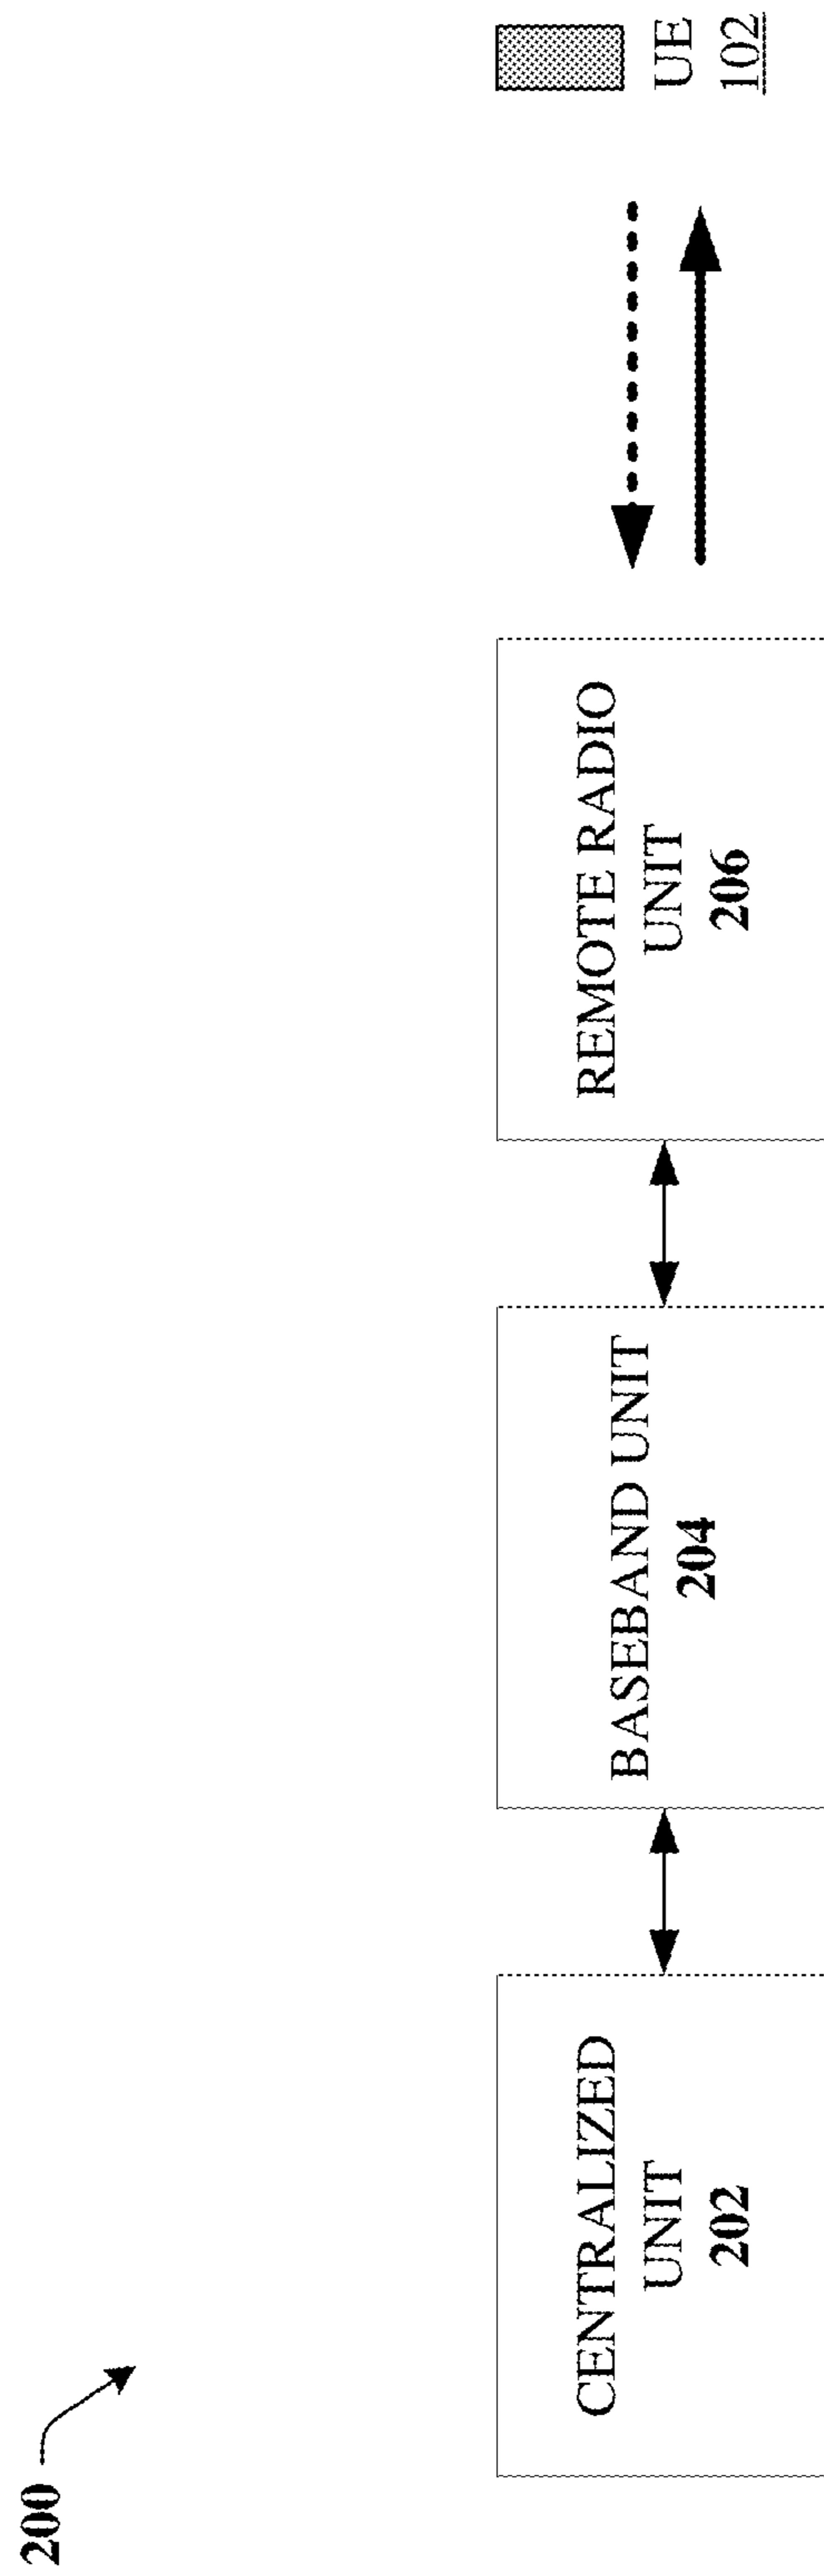 200
CENTRALIZED
UNIT
202
BASEBAND UNIT
204
REMOTE RADIO
UNIT
206
UE
102